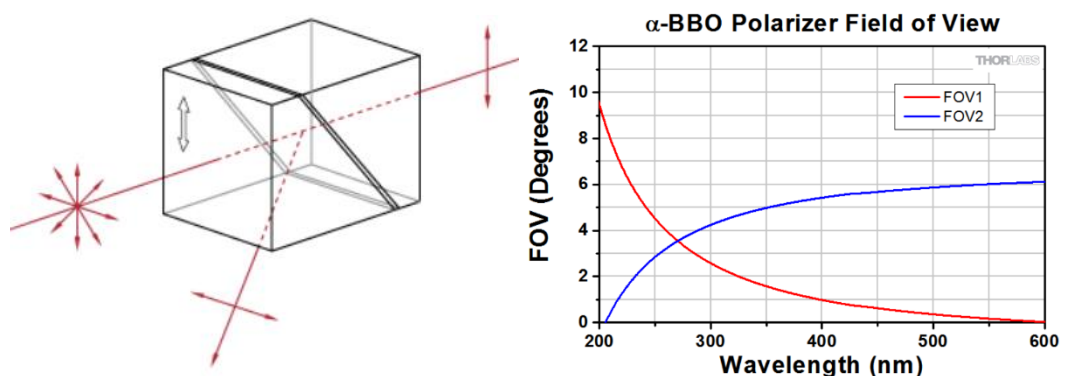 α-BBO Polarizer Field of View
THORLABS
12
10
8
6
4
2
0
FOV (Degrees)
FOV1
FOV2
200
300
400
500
600
Wavelength (nm)